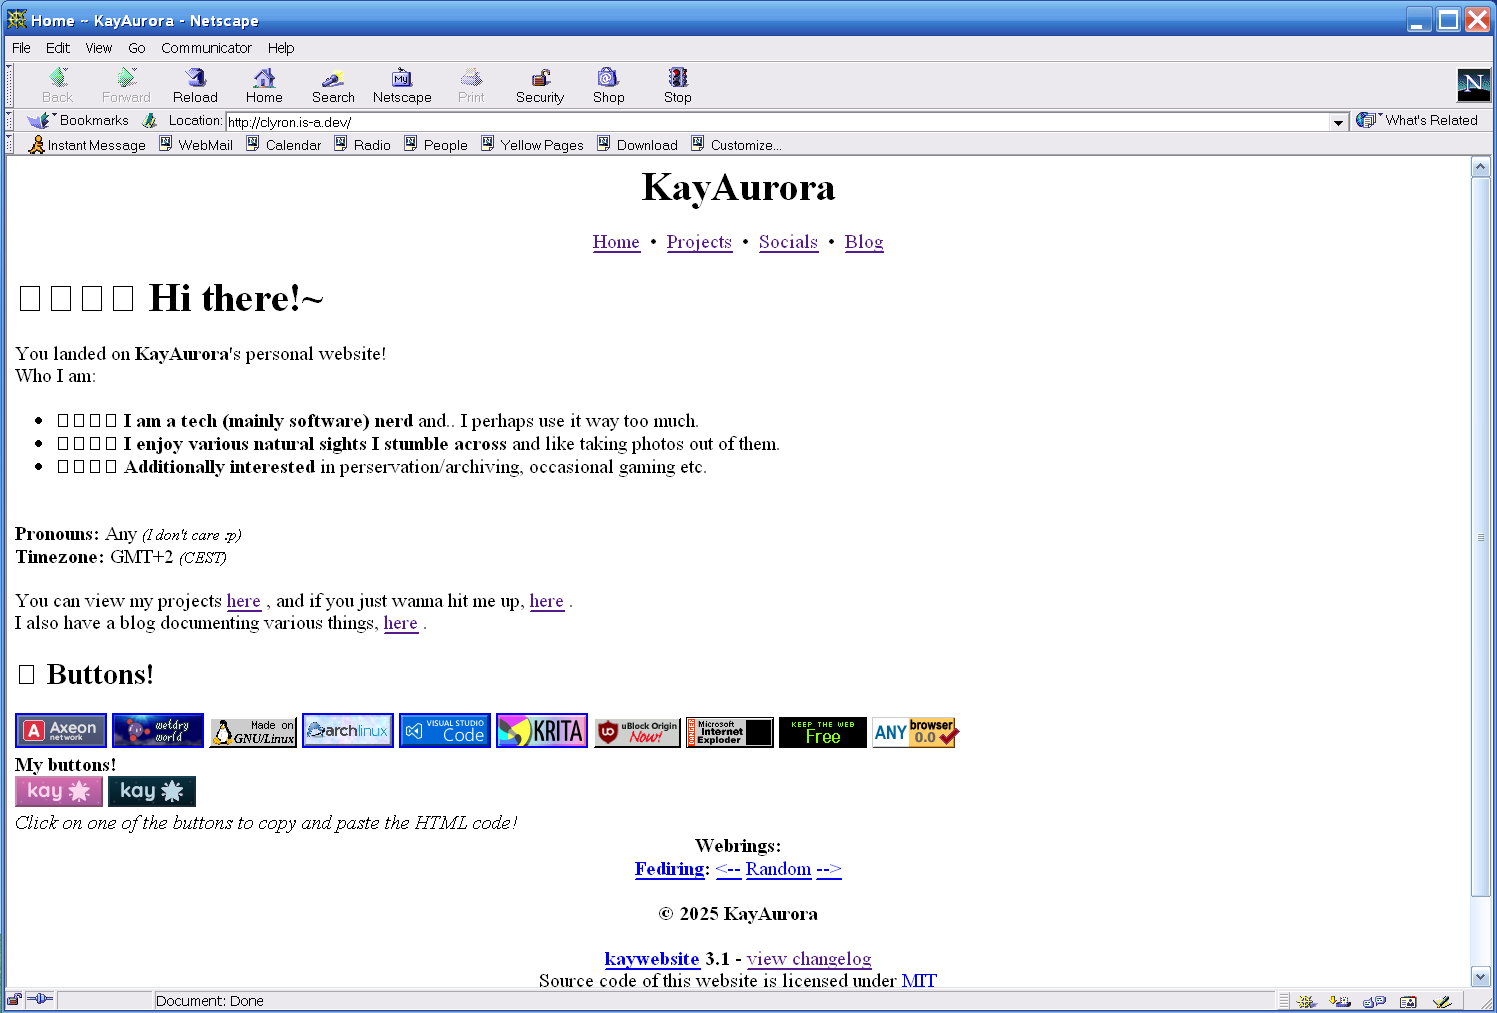 Home ~ KayAurora - Netscape
File Edit View Go Communicator Help
Back Forward Reload Home Search Netscape Print Security Shop Stop
N
My
Bookmarks Location: http://clyron.is-a.dev/ What's Related
Instant Message WebMail Calendar Radio People Yellow Pages Download Customize...
KayAurora
Home • Projects • Socials • Blog
Hi there!~
You landed on KayAurora's personal website!
Who I am:
• I am a tech (mainly software) nerd and.. I perhaps use it way too much.
• I enjoy various natural sights I stumble across and like taking photos out of them.
• Additionally interested in perservation/archiving, occasional gaming etc.
Pronouns: Any (I don't care :p)
Timezone: GMT+2 (CEST)
You can view my projects here , and if you just wanna hit me up, here .
I also have a blog documenting various things, here .
Buttons!
A Axeon network
wetdry world
Made on GNU/Linux
archlinux
VISUAL STUDIO Code
KRITA
uBlock Origin Now!
Microsoft Internet Exploder
KEEP THE WEB Free
ANY browser 0.0
My buttons!
kay kay
Click on one of the buttons to copy and paste the HTML code!
Webrings:
Fediring: <-- Random -->
© 2025 KayAurora
kaywebsite 3.1 - view changelog
Source code of this website is licensed under MIT
Document: Done